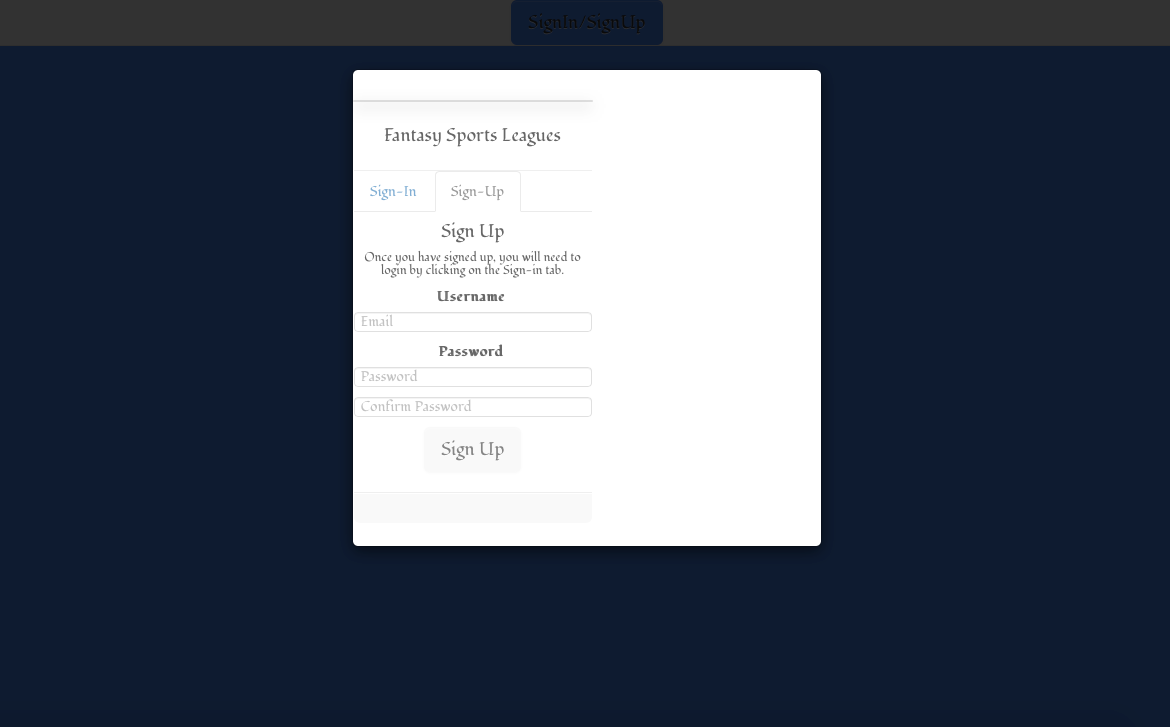 SignIn/SignUp
Fantasy Sports Leagues
Sign-In Sign-Up
Sign Up
Once you have signed up, you will need to
login by clicking on the Sign-in tab.
Username
Email
Password
Password
Confirm Password
Sign Up